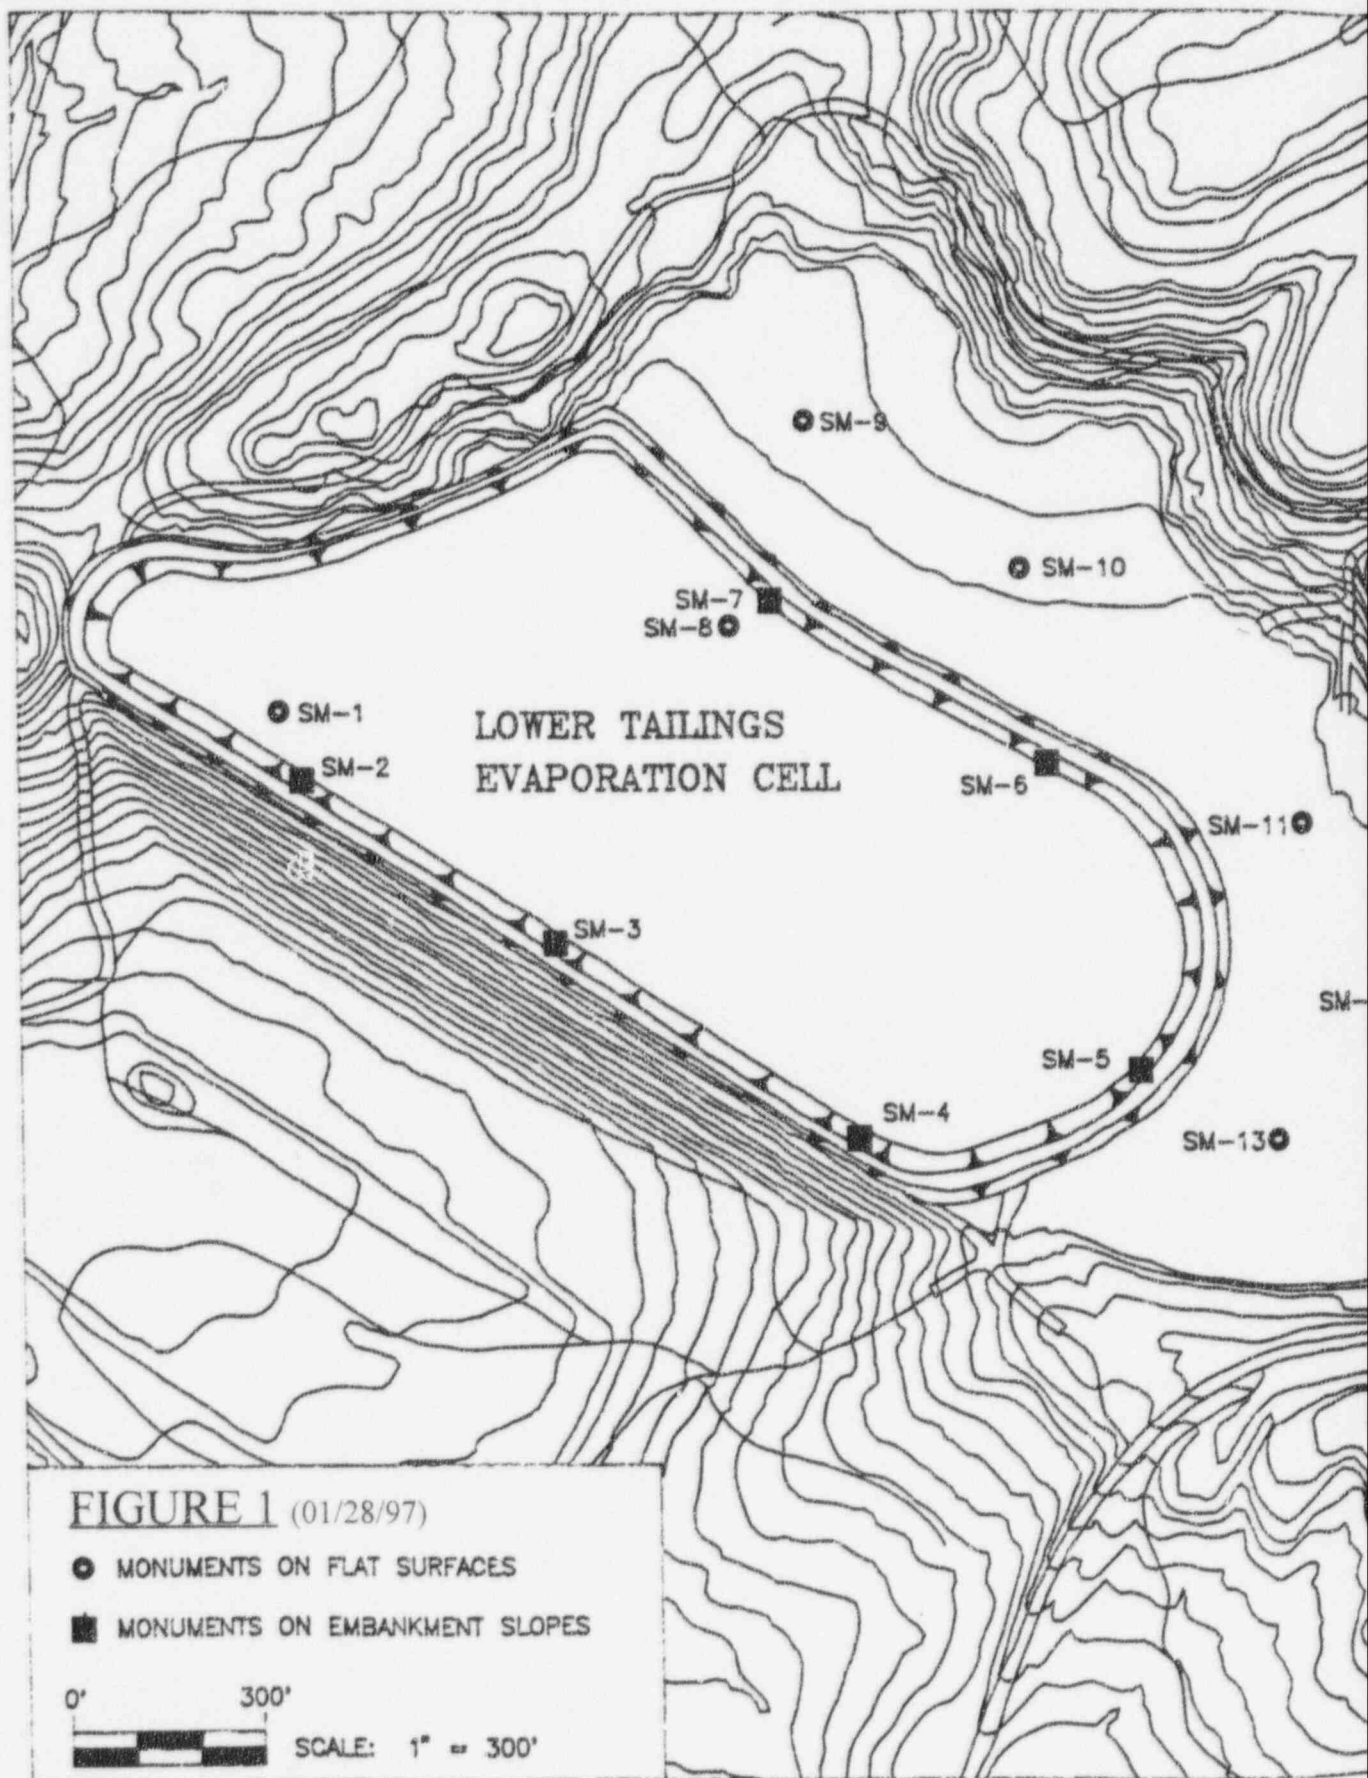 SM-9
SM-10
SM-7
SM-8
SM-1
LOWER TAILINGS
EVAPORATION CELL
SM-2
SM-6
SM-11
SM-3
SM-
SM-5
SM-4
SM-13
FIGURE 1 (01/28/97)
MONUMENTS ON FLAT SURFACES
MONUMENTS ON EMBANKMENT SLOPES
0' 300'
SCALE: 1" = 300'